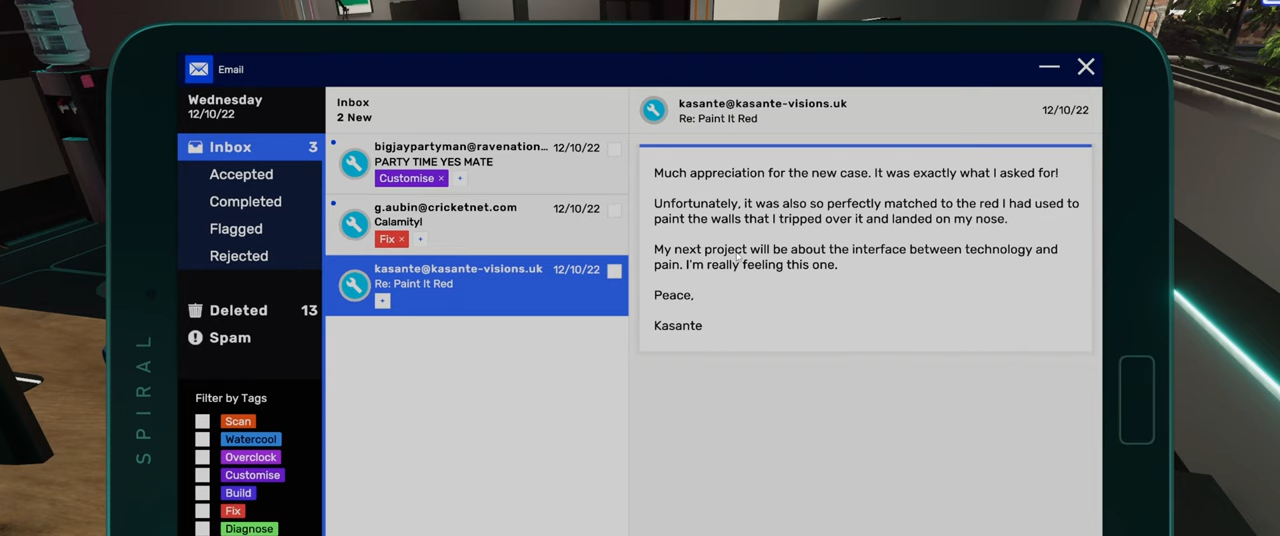 Email
Wednesday
12/10/22
Inbox 3
Accepted
Completed
Flagged
Rejected
Deleted 13
Spam
Filter by Tags
Scan
Watercool
Overclock
Customise
Build
Fix
Diagnose
Inbox
2 New
bigjaypartyman@ravenation... 12/10/22
PARTY TIME YES MATE
Customise × +
g.aubin@cricketnet.com 12/10/22
Calamity!
Fix × +
kasante@kasante-visions.uk 12/10/22
Re: Paint It Red
+
kasante@kasante-visions.uk 12/10/22
Re: Paint It Red
Much appreciation for the new case. It was exactly what I asked for!
Unfortunately, it was also so perfectly matched to the red I had used to
paint the walls that I tripped over it and landed on my nose.
My next project will be about the interface between technology and
pain. I'm really feeling this one.
Peace,
Kasante
SPIRAL